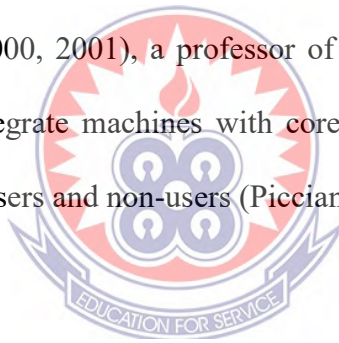 000, 2001), a professor of
egrate machines with core
sers and non-users (Piccian
EDUCATION FOR SERVICE